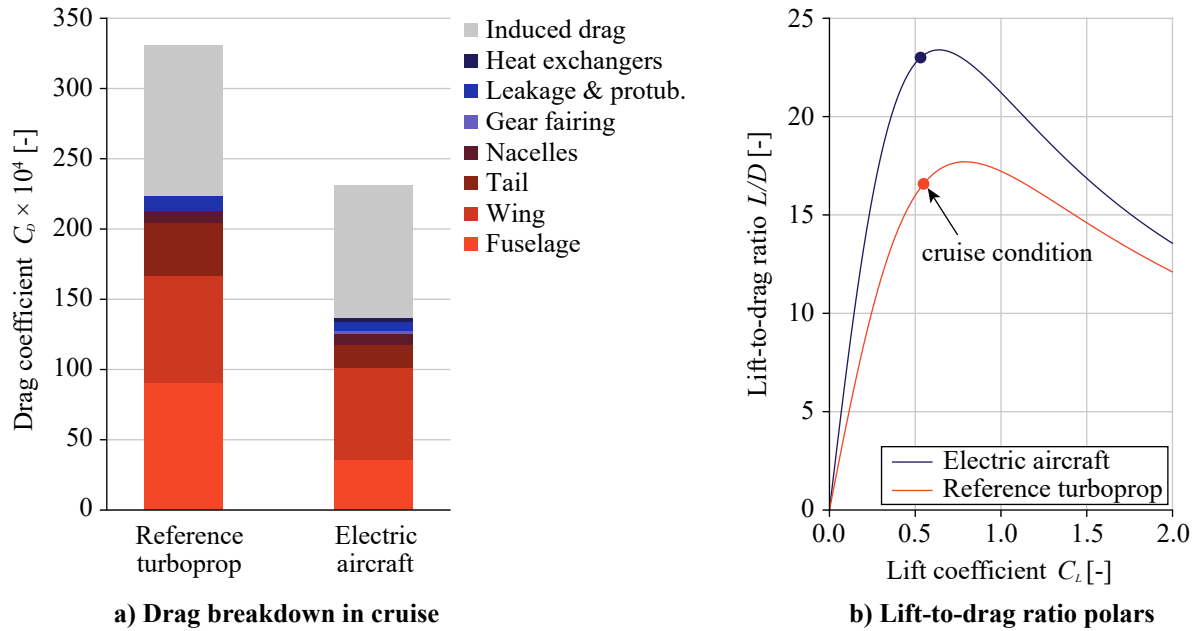 350
300
250
200
150
100
50
0
Drag coefficient C_D × 10⁴ [-]
Reference
turboprop
Electric
aircraft
Induced drag
Heat exchangers
Leakage & protub.
Gear fairing
Nacelles
Tail
Wing
Fuselage
a) Drag breakdown in cruise
25
20
15
10
5
0
Lift-to-drag ratio L/D [-]
cruise condition
Electric aircraft
Reference turboprop
0.0 0.5 1.0 1.5 2.0
Lift coefficient C_L [-]
b) Lift-to-drag ratio polars